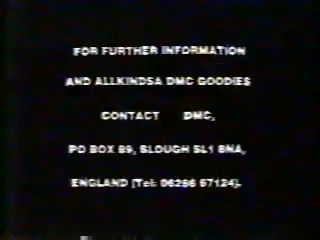 FOR FURTHER INFORMATION
AND ALLKINDSA DMC GOODIES
CONTACT DMC,
PO BOX 89, SLOUGH SL1 8NA,
ENGLAND (Tel: 06286 67124).